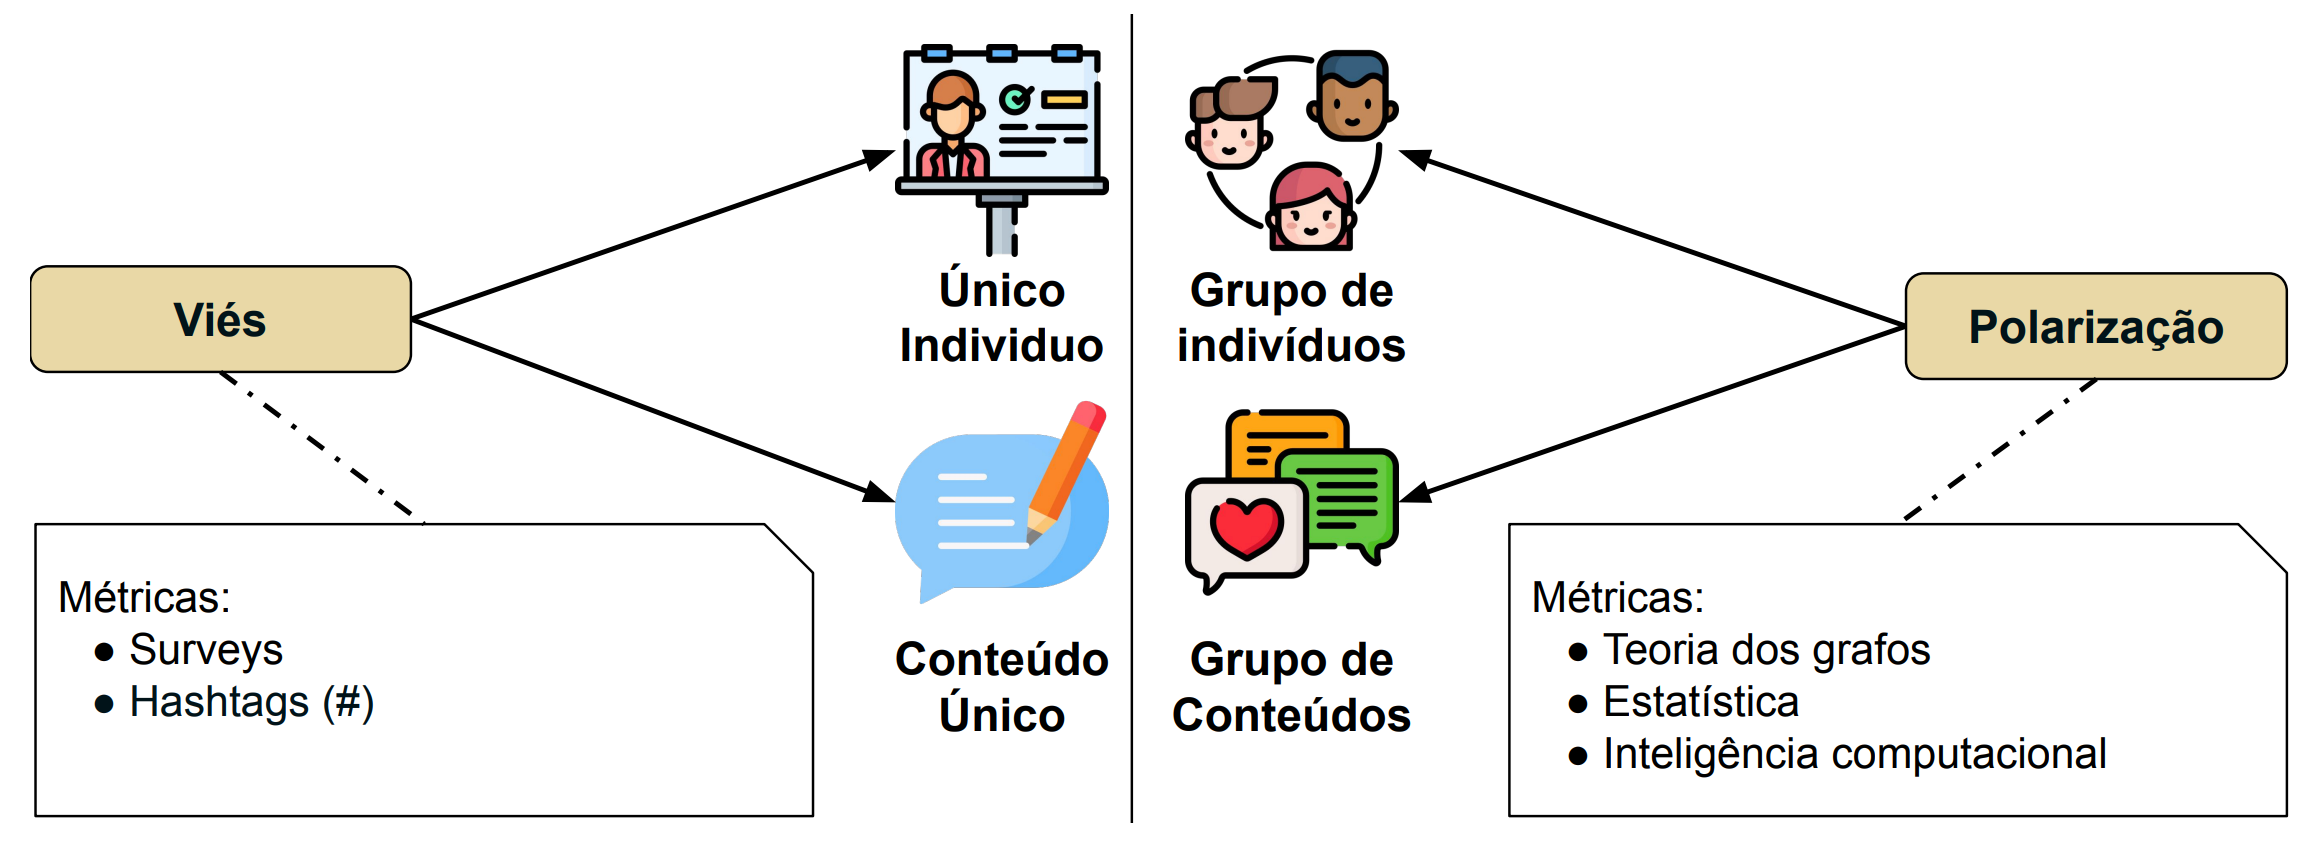 Viés
Único
Individuo
Conteúdo
Único
Métricas:
● Surveys
● Hashtags (#)
Grupo de
indivíduos
Grupo de
Conteúdos
Polarização
Métricas:
● Teoria dos grafos
● Estatística
● Inteligência computacional